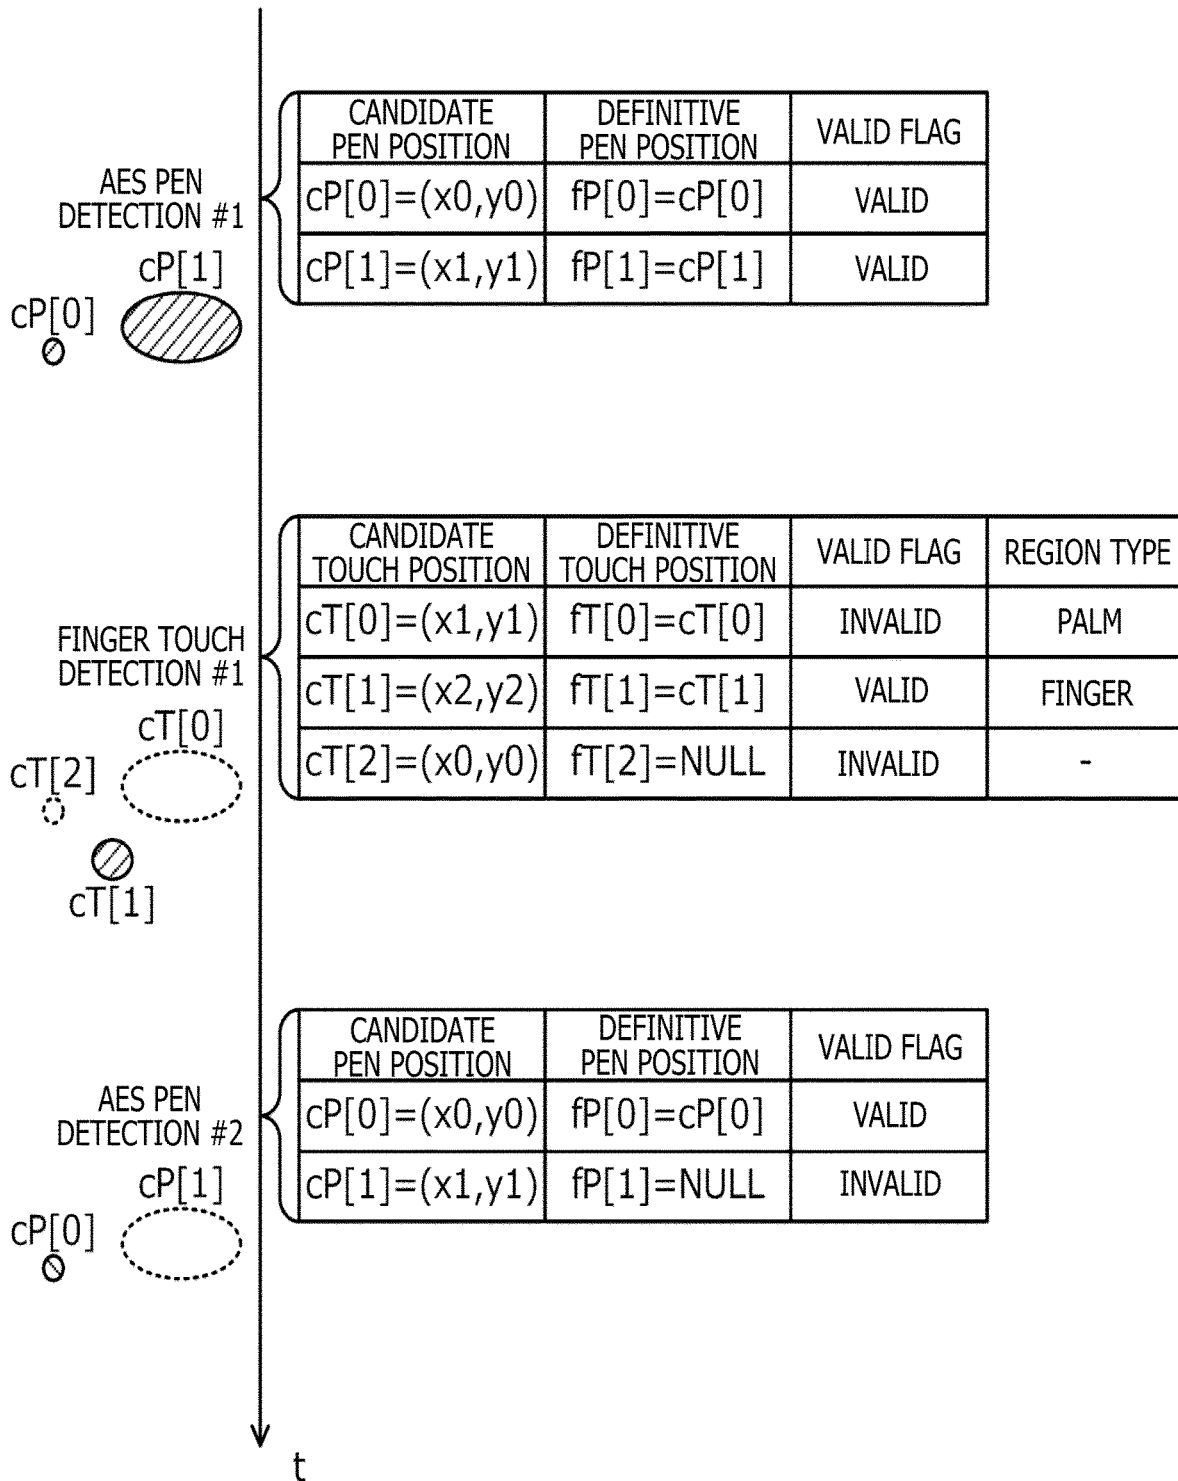 CANDIDATE
PEN POSITION
DEFINITIVE
PEN POSITION
VALID FLAG
AES PEN
DETECTION #1
cP[0]=(x0,y0)
fP[0]=cP[0]
VALID
cP[1]=(x1,y1)
fP[1]=cP[1]
VALID
cP[1]
cP[0]
CANDIDATE
TOUCH POSITION
DEFINITIVE
TOUCH POSITION
VALID FLAG
REGION TYPE
FINGER TOUCH
DETECTION #1
cT[0]=(x1,y1)
fT[0]=cT[0]
INVALID
PALM
cT[1]=(x2,y2)
fT[1]=cT[1]
VALID
FINGER
cT[2]=(x0,y0)
fT[2]=NULL
INVALID
-
cT[0]
cT[2]
cT[1]
CANDIDATE
PEN POSITION
DEFINITIVE
PEN POSITION
VALID FLAG
AES PEN
DETECTION #2
cP[0]=(x0,y0)
fP[0]=cP[0]
VALID
cP[1]=(x1,y1)
fP[1]=NULL
INVALID
cP[1]
cP[0]
t